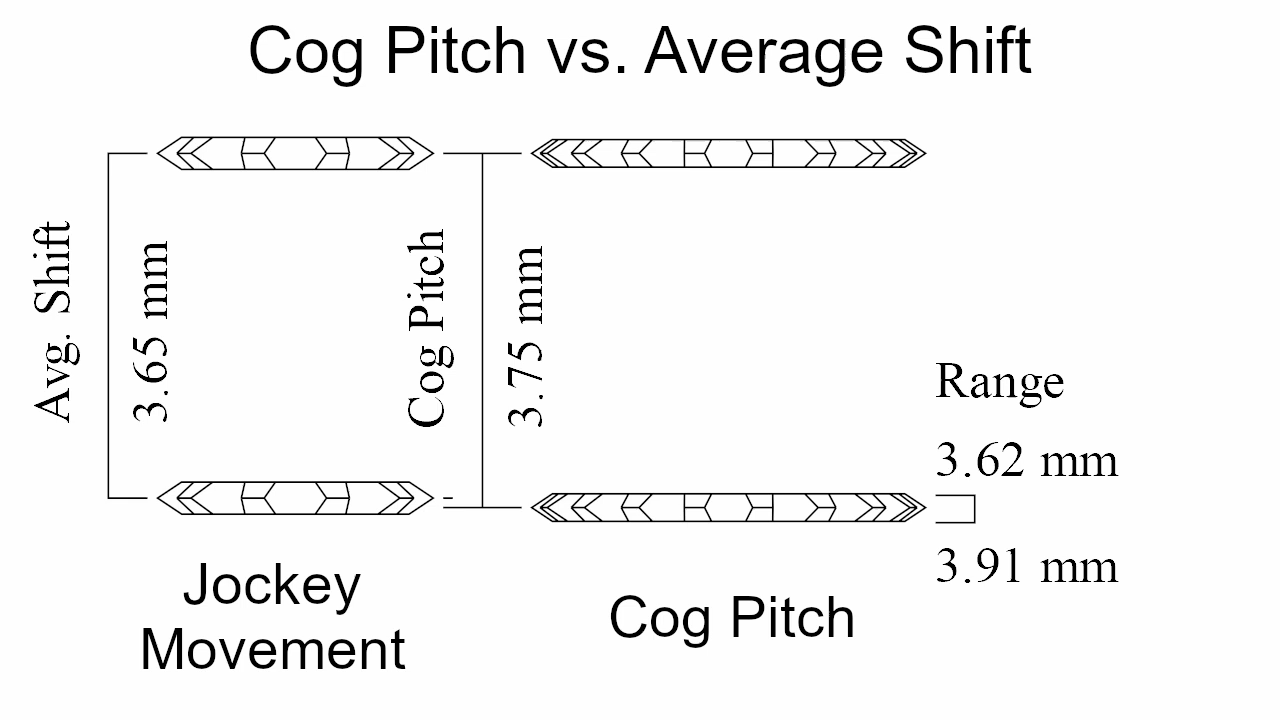 Cog Pitch vs. Average Shift
Avg. Shift
3.65 mm
Cog Pitch
3.75 mm
Range
3.62 mm
3.91 mm
Jockey
Movement
Cog Pitch